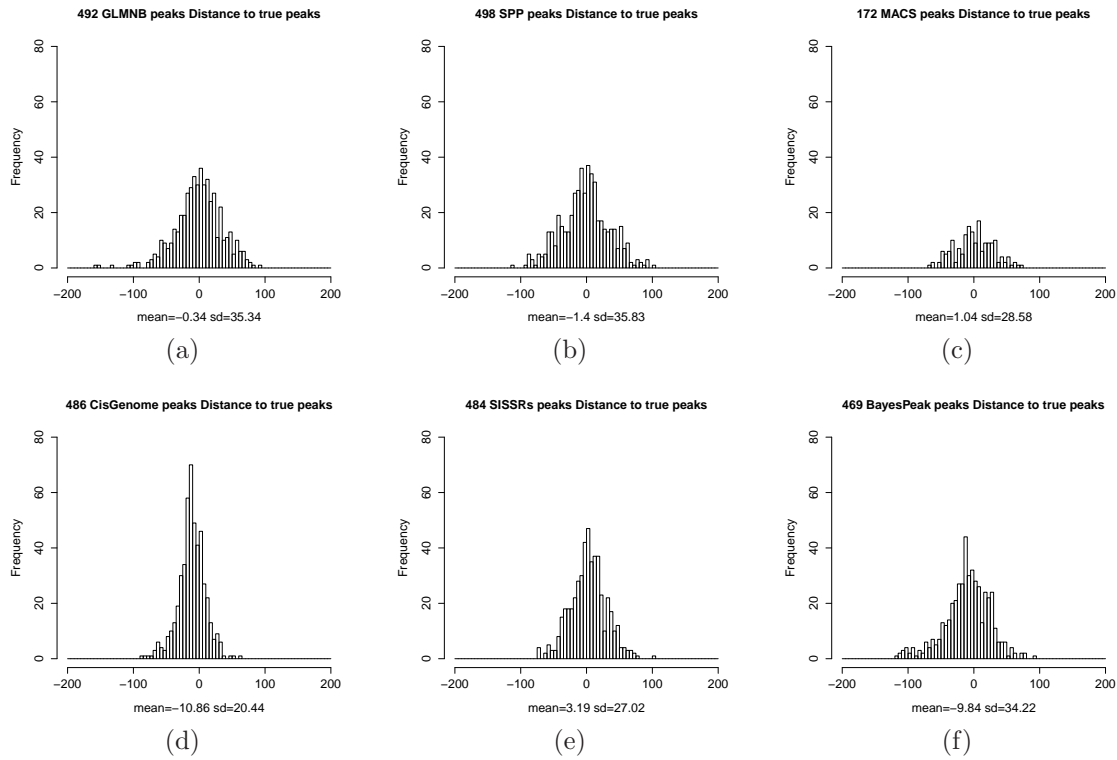 492 GLMNB peaks Distance to true peaks
Frequency
80
60
40
20
0
−200 −100 0 100 200
mean=−0.34 sd=35.34
(a)
498 SPP peaks Distance to true peaks
Frequency
80
60
40
20
0
−200 −100 0 100 200
mean=−1.4 sd=35.83
(b)
172 MACS peaks Distance to true peaks
Frequency
80
60
40
20
0
−200 −100 0 100 200
mean=1.04 sd=28.58
(c)
486 CisGenome peaks Distance to true peaks
Frequency
80
60
40
20
0
−200 −100 0 100 200
mean=−10.86 sd=20.44
(d)
484 SISSRs peaks Distance to true peaks
Frequency
80
60
40
20
0
−200 −100 0 100 200
mean=3.19 sd=27.02
(e)
469 BayesPeak peaks Distance to true peaks
Frequency
80
60
40
20
0
−200 −100 0 100 200
mean=−9.84 sd=34.22
(f)